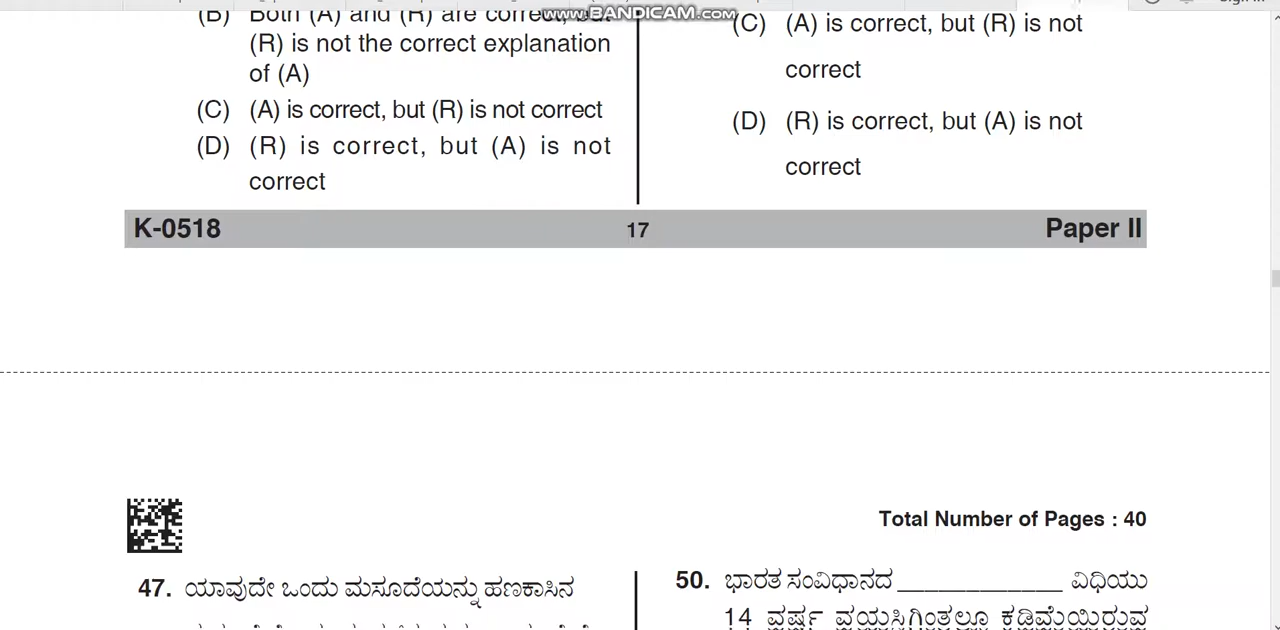 www.BANDICAM.com
(B) Both (A) and (R) are correct, but
(R) is not the correct explanation
of (A)
(C) (A) is correct, but (R) is not correct
(D) (R) is correct, but (A) is not
correct
(C) (A) is correct, but (R) is not
correct
(D) (R) is correct, but (A) is not
correct
K-0518 17 Paper II
Total Number of Pages : 40
47. ಯಾವುದೇ ಒಂದು ಮಸೂದೆಯನ್ನು ಹಣಕಾಸಿನ
50. ಭಾರತ ಸಂವಿಧಾನದ ____________ ವಿಧಿಯು
14 ವರ್ಷ ವಯಸ್ಸಿಗಿಂತಲೂ ಕಡಿಮೆಯಿರುವ